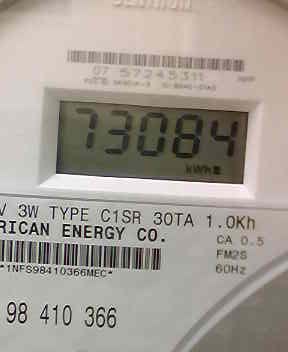 CENTRON
07 57245311
73084
kWh
V 3W TYPE C1SR 30TA 1.0Kh
RICAN ENERGY CO.
CA 0.5
FM2S
60Hz
*1NFS98410366MEC*
98 410 366